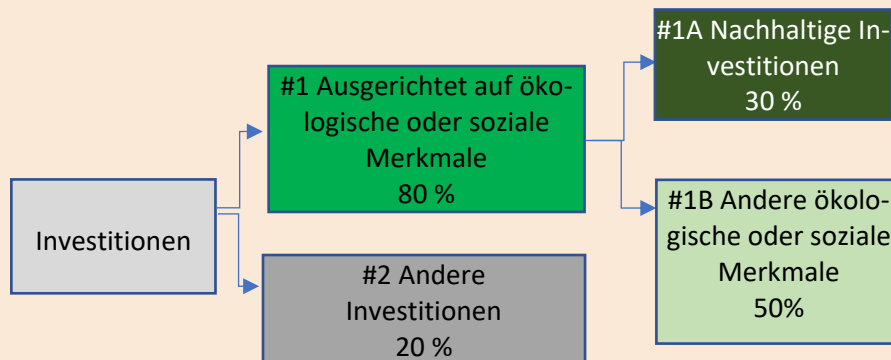 Investitionen
#1 Ausgerichtet auf öko-
logische oder soziale
Merkmale
80 %
#2 Andere
Investitionen
20 %
#1A Nachhaltige In-
vestitionen
30 %
#1B Andere ökolo-
gische oder soziale
Merkmale
50%